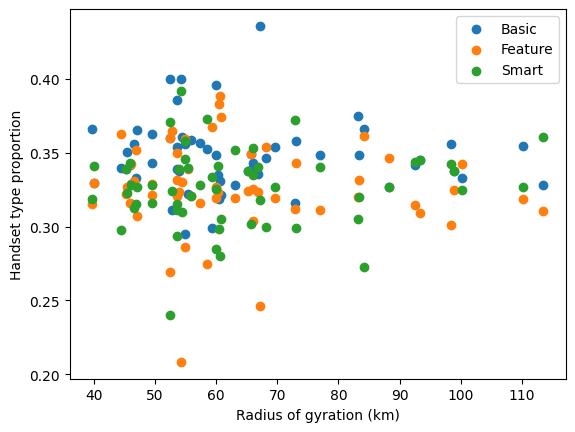 Basic
Feature
Smart
Handset type proportion
0.40
0.35
0.30
0.25
0.20
40 50 60 70 80 90 100 110
Radius of gyration (km)